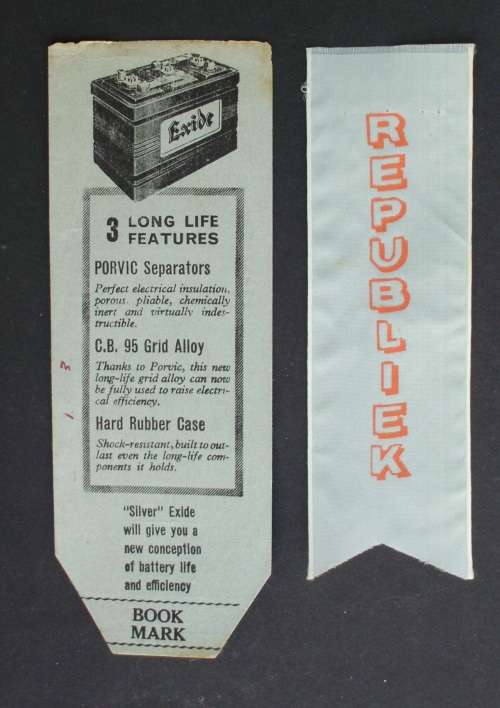 Exide
3 LONG LIFE
FEATURES
PORVIC Separators
Perfect electrical insulation,
porous, pliable, chemically
inert and virtually indes-
tructible.
C.B. 95 Grid Alloy
Thanks to Porvic, this new
long-life grid alloy can now
be fully used to raise electri-
cal efficiency.
Hard Rubber Case
Shock-resistant, built to out-
last even the long-life com-
ponents it holds.
"Silver" Exide
will give you a
new conception
of battery life
and efficiency
BOOK
MARK
REPUBLIEK